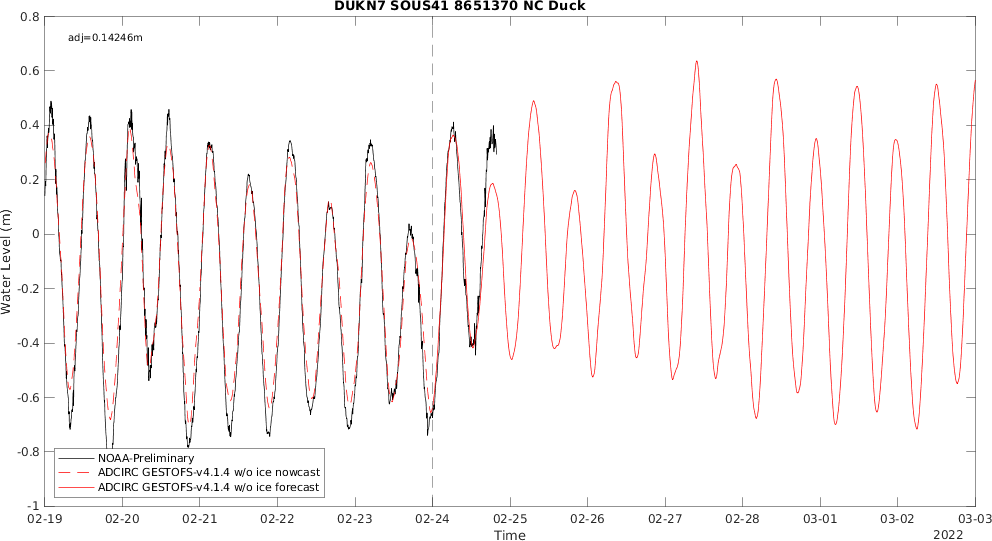 DUKN7 SOUS41 8651370 NC Duck
adj=0.14246m
0.8
0.6
0.4
0.2
0
-0.2
-0.4
-0.6
-0.8
-1
Water Level (m)
NOAA-Preliminary
ADCIRC GESTOFS-v4.1.4 w/o ice nowcast
ADCIRC GESTOFS-v4.1.4 w/o ice forecast
02-19 02-20 02-21 02-22 02-23 02-24 02-25 02-26 02-27 02-28 03-01 03-02 03-03
Time
2022